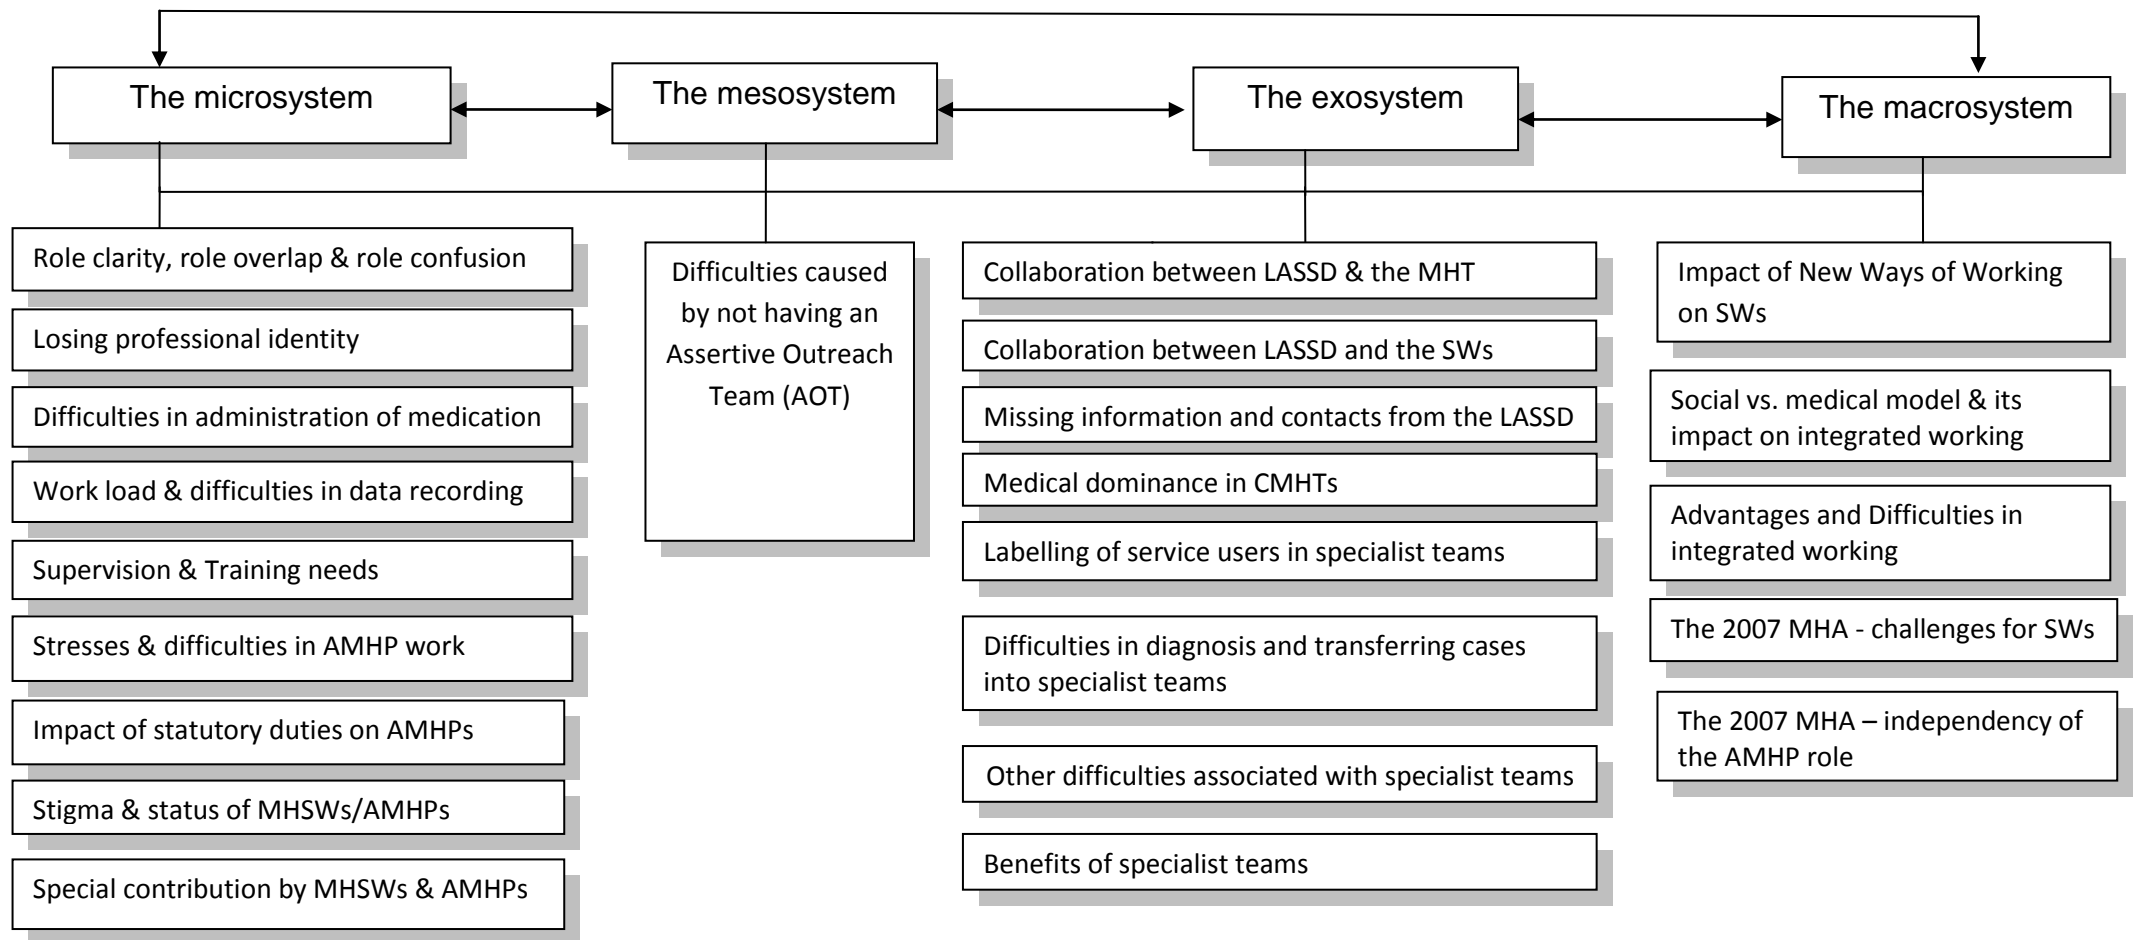 The microsystem
The mesosystem
The exosystem
The macrosystem
Role clarity, role overlap & role confusion
Losing professional identity
Difficulties in administration of medication
Work load & difficulties in data recording
Supervision & Training needs
Stresses & difficulties in AMHP work
Impact of statutory duties on AMHPs
Stigma & status of MHSWs/AMHPs
Special contribution by MHSWs & AMHPs
Difficulties caused
by not having an
Assertive Outreach
Team (AOT)
Collaboration between LASSD & the MHT
Collaboration between LASSD and the SWs
Missing information and contacts from the LASSD
Medical dominance in CMHTs
Labelling of service users in specialist teams
Difficulties in diagnosis and transferring cases
into specialist teams
Other difficulties associated with specialist teams
Benefits of specialist teams
Impact of New Ways of Working
on SWs
Social vs. medical model & its
impact on integrated working
Advantages and Difficulties in
integrated working
The 2007 MHA - challenges for SWs
The 2007 MHA – independency of
the AMHP role